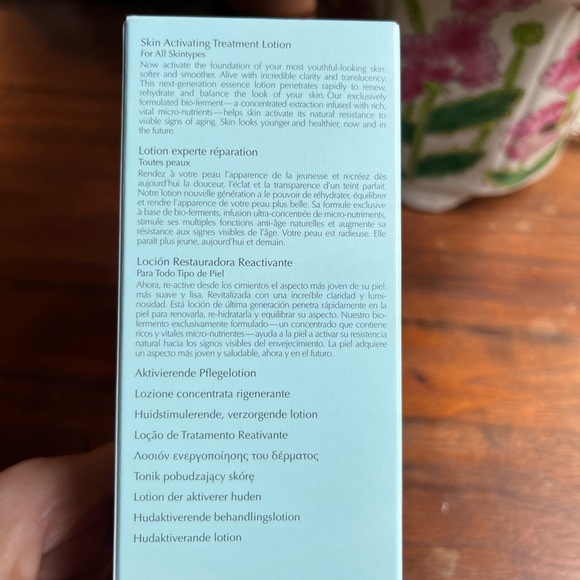 Skin Activating Treatment Lotion
For All Skintypes
Now activate the foundation of your most youthful-looking skin:
softer and smoother. Alive with incredible clarity and translucency.
This next-generation essence lotion penetrates rapidly to renew,
rehydrate and balance the look of your skin. Our exclusively
formulated bio-ferment—a concentrated extraction infused with rich,
vital micro-nutrients—helps skin activate its natural resistance to
visible signs of aging. Skin looks younger and healthier, now and in
the future.
Lotion experte réparation
Toutes peaux
Rendez à votre peau l'apparence de la jeunesse et recréez dès
aujourd'hui la douceur, l'éclat et la transparence d'un teint parfait.
Notre lotion nouvelle génération a le pouvoir de réhydrater, équilibrer
et rendre l'apparence de votre peau plus belle. Sa formule exclusive
à base de bio-ferments, infusion ultra-concentrée de micro-nutriments,
stimule ses multiples fonctions anti-âge naturelles et augmente sa
résistance aux signes visibles de l'âge. Votre peau est radieuse. Elle
paraît plus jeune, aujourd'hui et demain.
Loción Restauradora Reactivante
Para Todo Tipo de Piel
Ahora, re-active desde los cimientos el aspecto más joven de su piel:
más suave y lisa. Revitalizada con una increíble claridad y lumi-
nosidad. Está loción de última generación penetra rápidamente en la
piel para renovarla, re-hidratarla y equilibrar su aspecto. Nuestro bio-
fermento exclusivamente formulado—un concentrado que contiene
ricos y vitales micro-nutrientes—ayuda a la piel a activar su resistencia
natural hacia los signos visibles del envejecimiento. La piel adquiere
un aspecto más joven y saludable, ahora y en el futuro.
Aktivierende Pflegelotion
Lozione concentrata rigenerante
Huidstimulerende, verzorgende lotion
Loção de Tratamento Reativante
Λοσιόν ενεργοποίησης του δέρματος
Tonik pobudzający skórę
Lotion der aktiverer huden
Hudaktiverende behandlingslotion
Hudaktiverande lotion